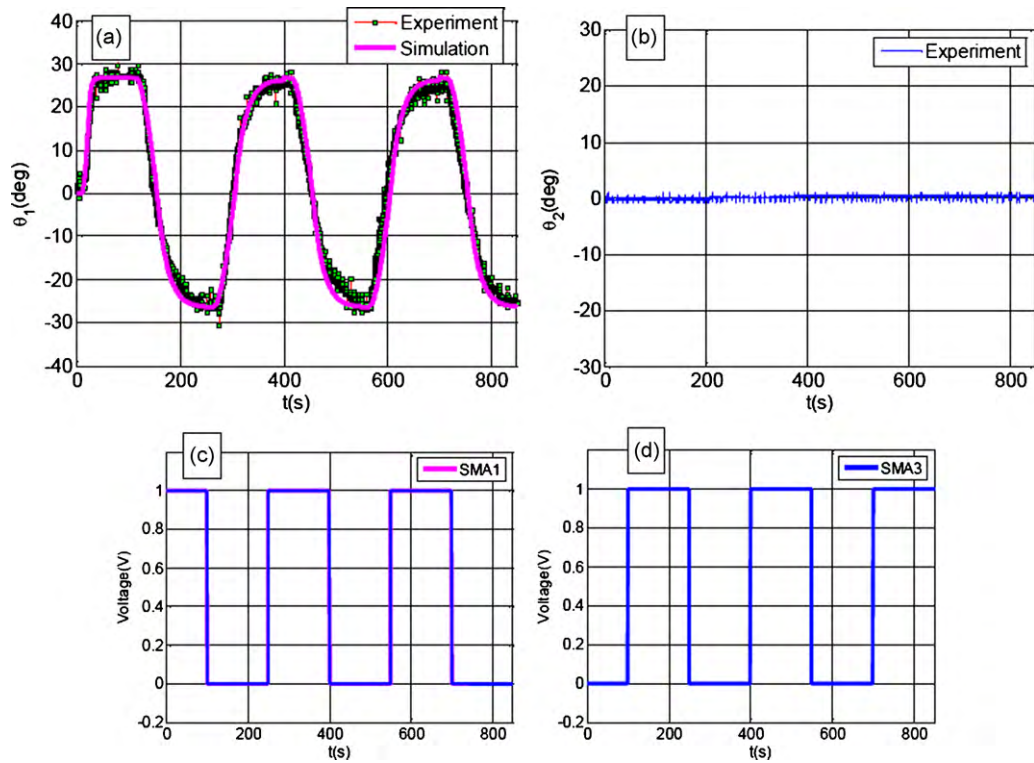 (a)
Experiment
Simulation
θ1(deg)
40
30
20
10
0
-10
-20
-30
-40
0 200 400 600 800
t(s)
(b)
Experiment
θ2(deg)
30
20
10
0
-10
-20
-30
0 200 400 600 800
t(s)
(c)
SMA1
Voltage(V)
1
0.8
0.6
0.4
0.2
0
-0.2
0 200 400 600 800
t(s)
(d)
SMA3
Voltage(V)
1
0.8
0.6
0.4
0.2
0
-0.2
0 200 400 600 800
t(s)